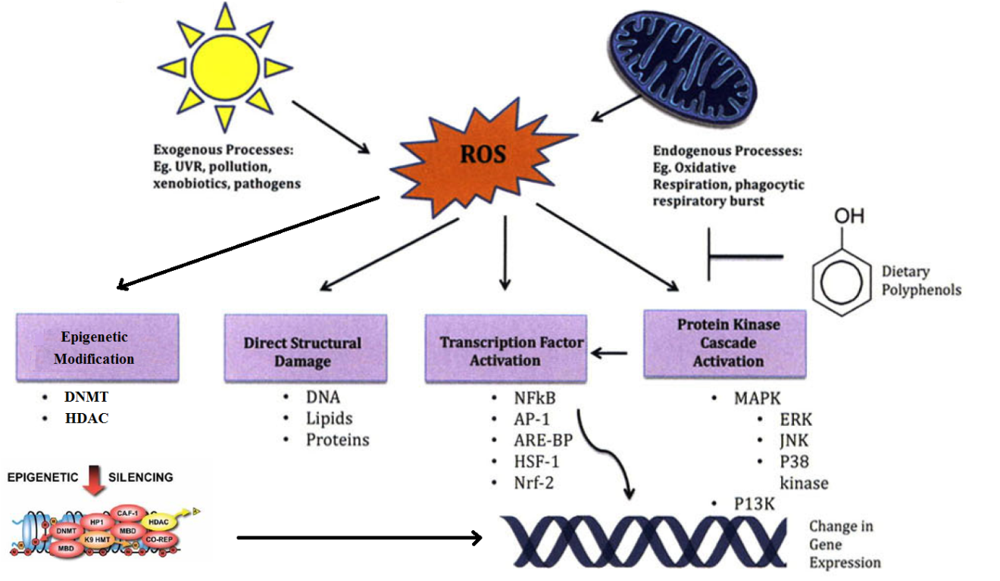 ROS
Exogenous Processes:
Eg. UVR, pollution,
xenobiotics, pathogens
Endogenous Processes:
Eg. Oxidative
Respiration, phagocytic
respiratory burst
OH
Dietary
Polyphenols
Epigenetic
Modification
• DNMT
• HDAC
Direct Structural
Damage
• DNA
• Lipids
• Proteins
Transcription Factor
Activation
• NFkB
• AP-1
• ARE-BP
• HSF-1
• Nrf-2
Protein Kinase
Cascade
Activation
• MAPK
• ERK
• JNK
• P38
kinase
• P13K
EPIGENETIC SILENCING
CAF-1
HP1
HDAC
DNMT
MBD
K9 HMT
CO-REP
MBD
Change in
Gene
Expression